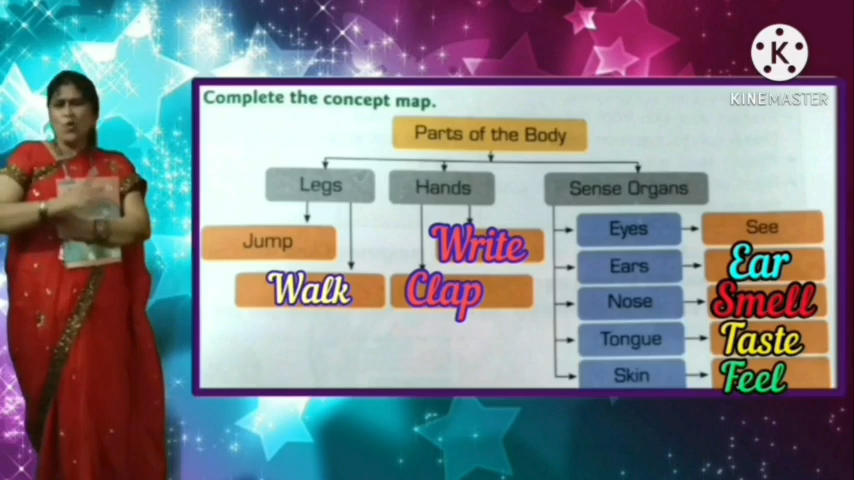 KINEMASTER
Complete the concept map.
Parts of the Body
Legs Hands Sense Organs
Jump Write Eyes See
Walk Clap Ears Ear
Nose Smell
Tongue Taste
Skin Feel